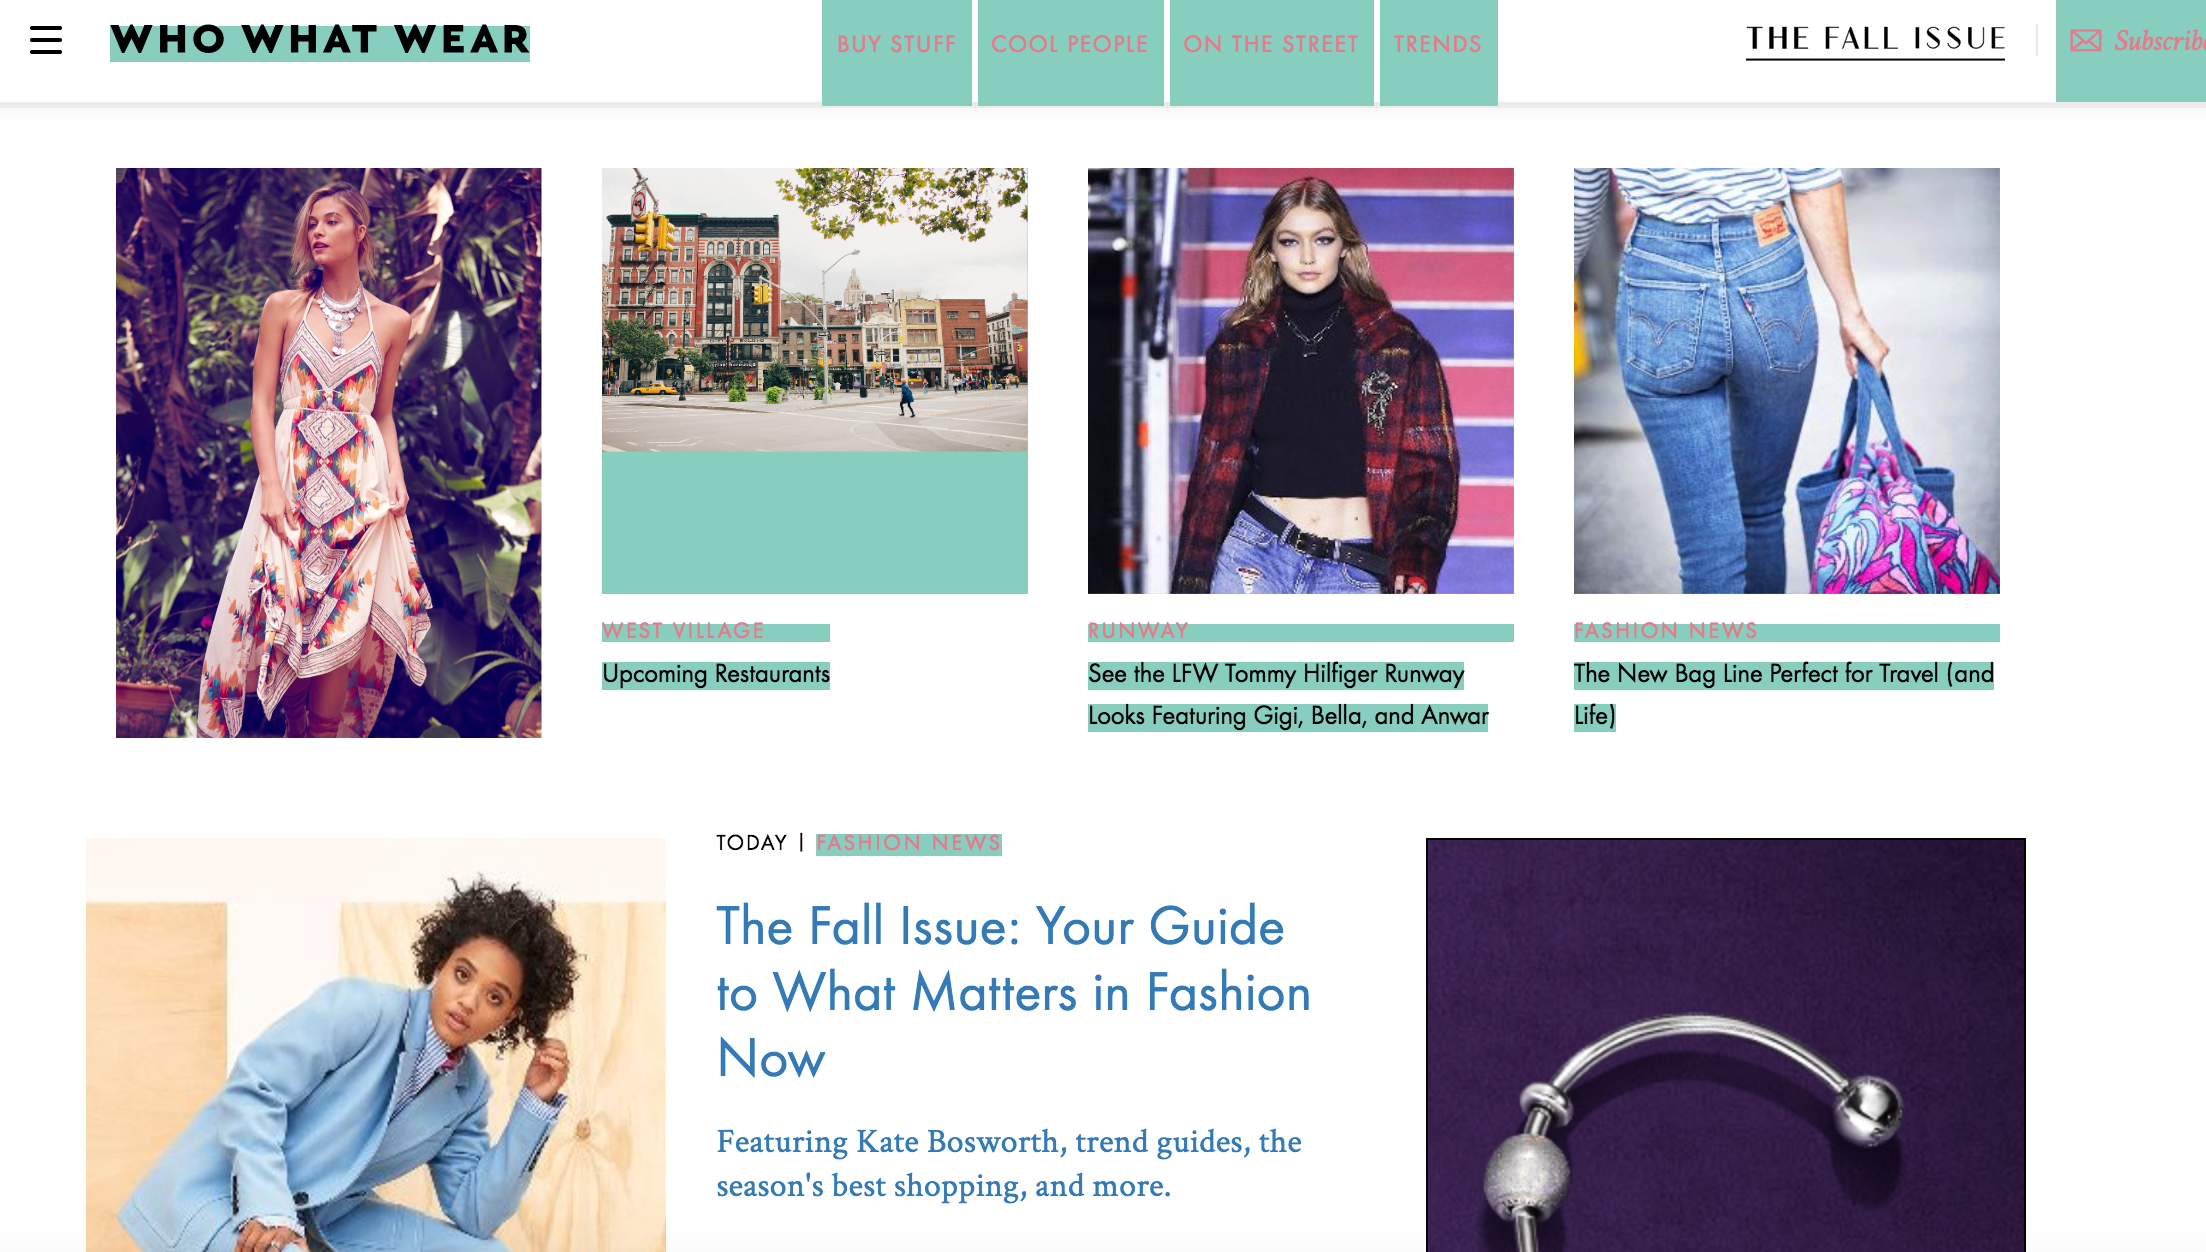 WHO WHAT WEAR
BUY STUFF
COOL PEOPLE
ON THE STREET
TRENDS
THE FALL ISSUE
WEST VILLAGE
Upcoming Restaurants
RUNWAY
See the LFW Tommy Hilfiger Runway
Looks Featuring Gigi, Bella, and Anwar
FASHION NEWS
The New Bag Line Perfect for Travel (and
Life)
TODAY | FASHION NEWS
The Fall Issue: Your Guide
to What Matters in Fashion
Now
Featuring Kate Bosworth, trend guides, the
season's best shopping, and more.